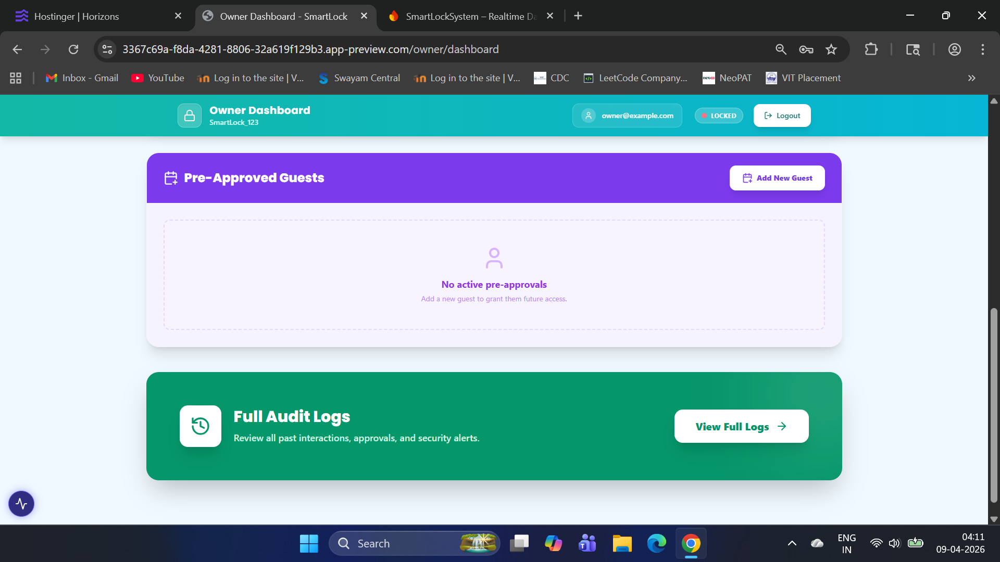 Hostinger | Horizons
Owner Dashboard - SmartLock
SmartLockSystem – Realtime Da
3367c69a-f8da-4281-8806-32a619f129b3.app-preview.com/owner/dashboard
Inbox - Gmail
YouTube
Log in to the site | V...
Swayam Central
Log in to the site | V...
CDC
LeetCode Company...
NeoPAT
VIT Placement
Owner Dashboard
SmartLock_123
owner@example.com
LOCKED
Logout
Pre-Approved Guests
Add New Guest
No active pre-approvals
Add a new guest to grant them future access.
Full Audit Logs
Review all past interactions, approvals, and security alerts.
View Full Logs
Search
ENG
IN
04:11
09-04-2026